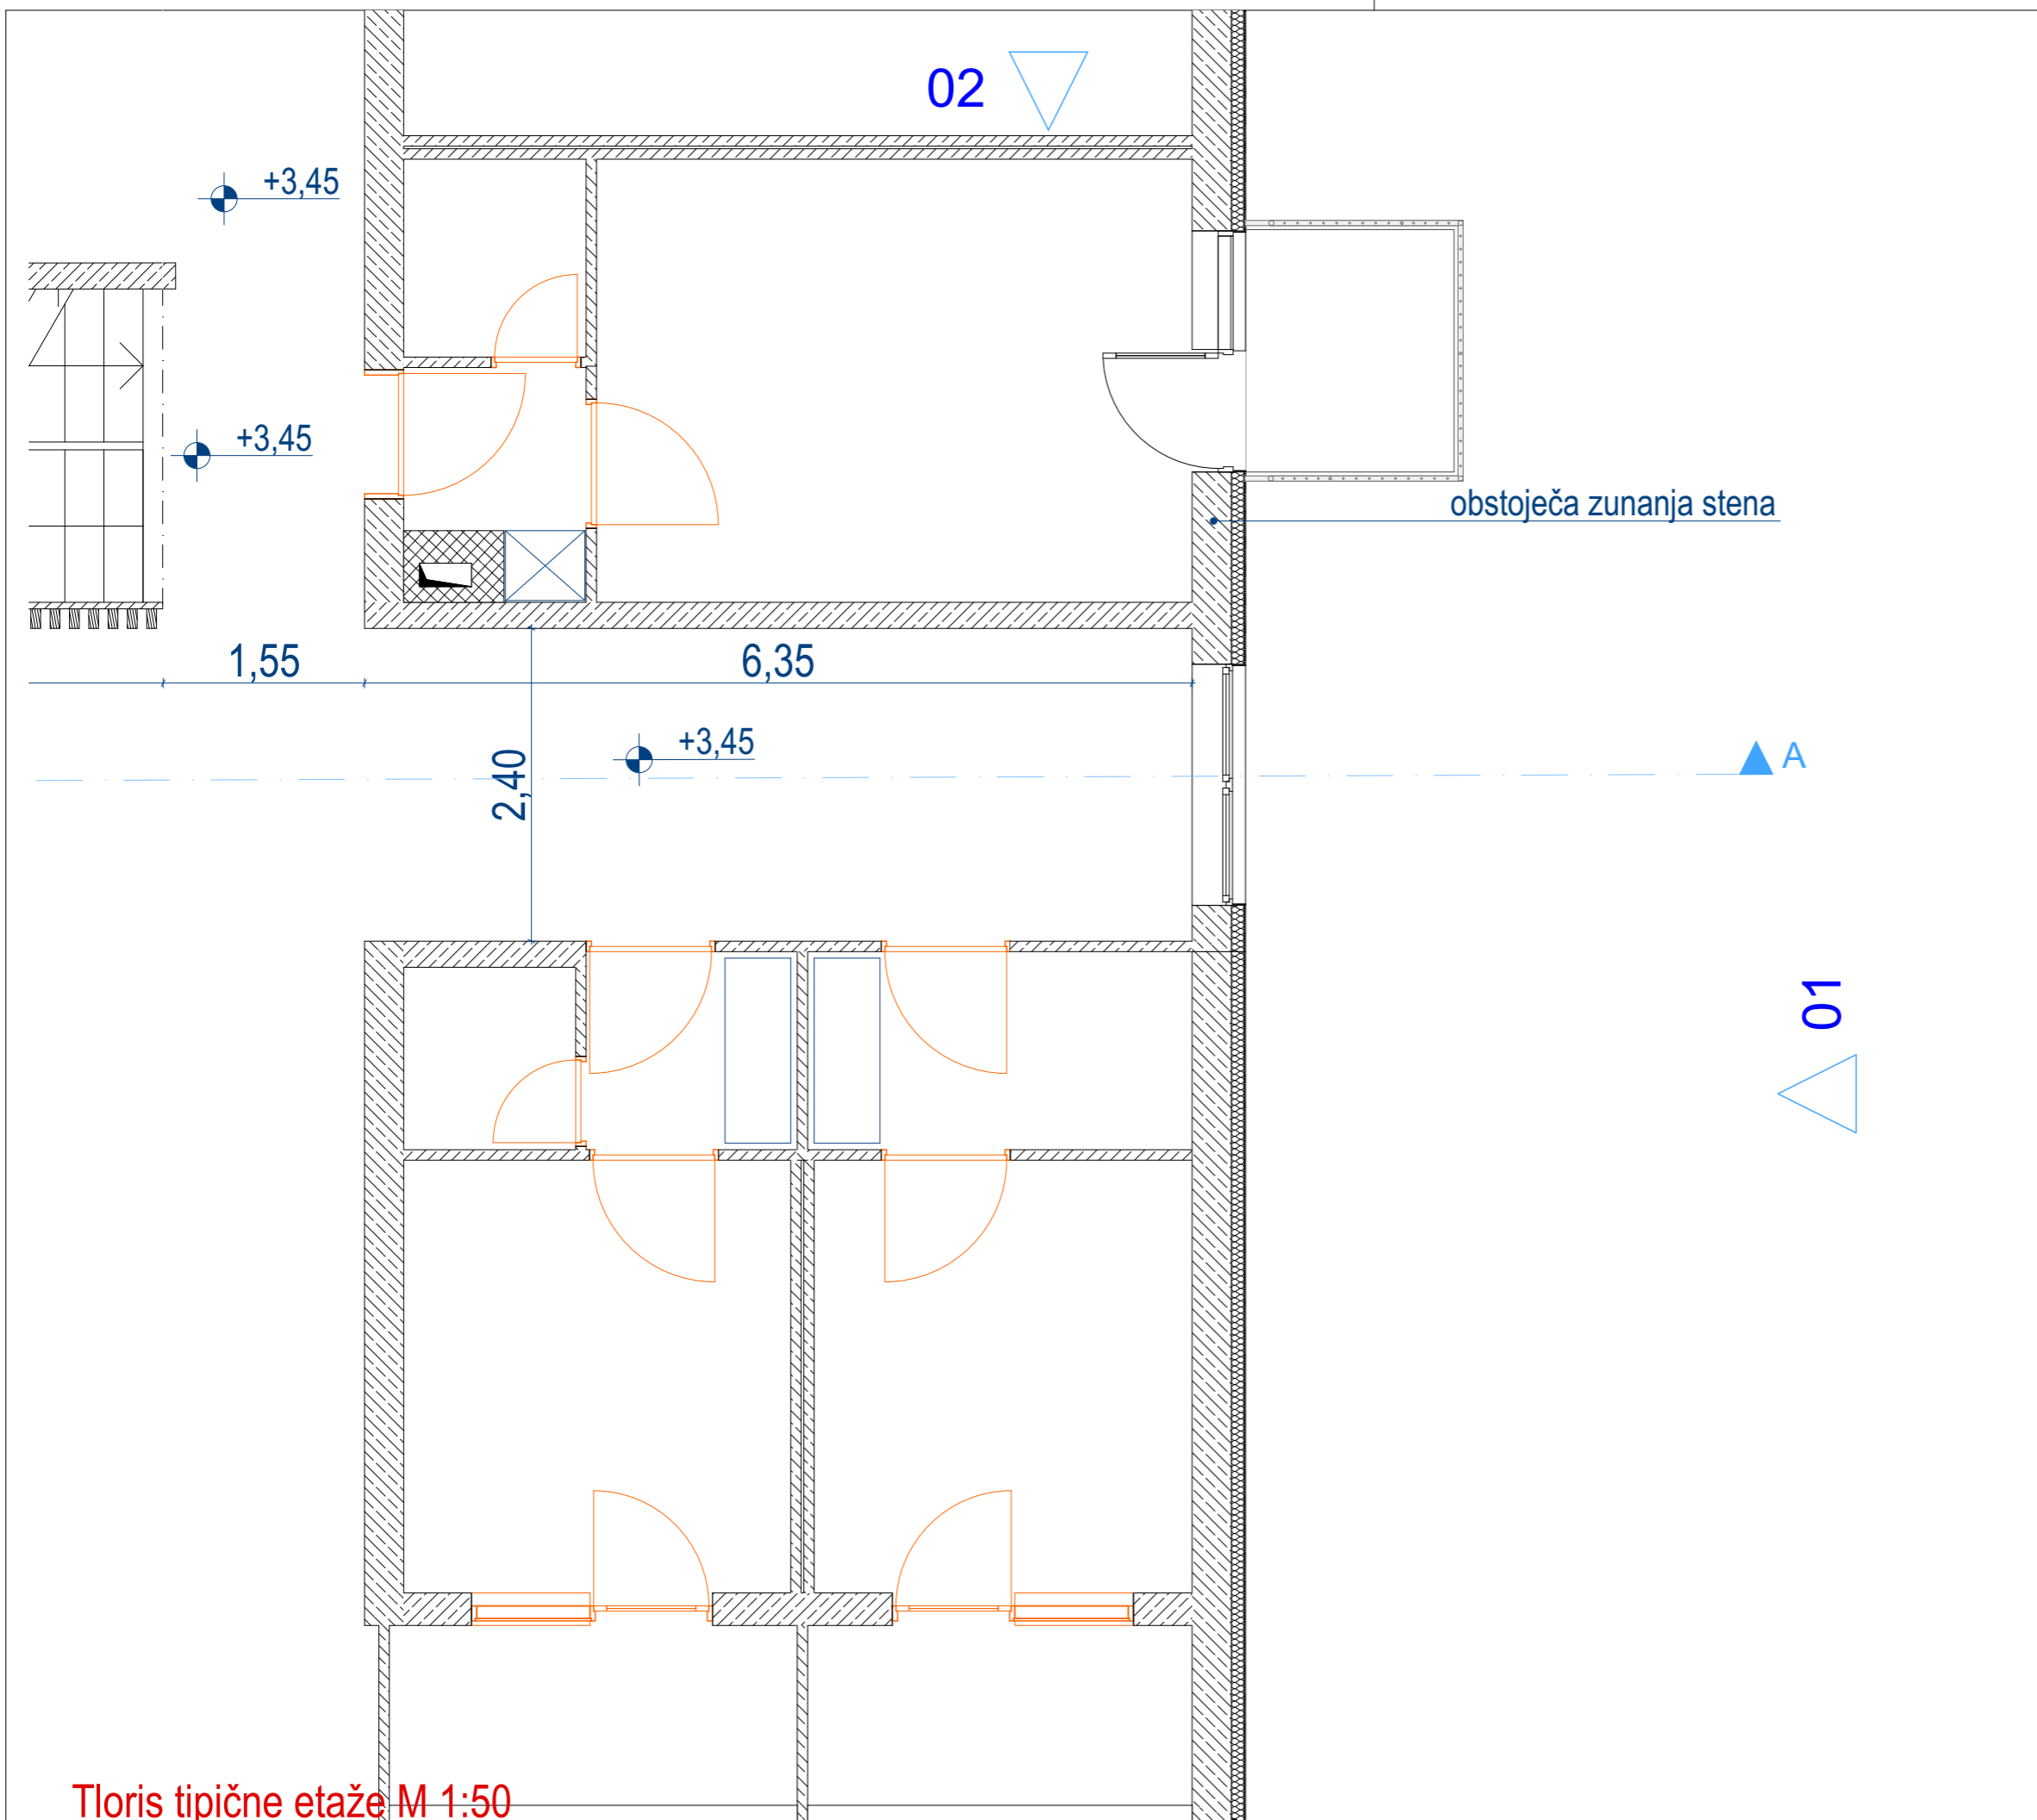 02
+3,45
+3,45
obstoječa zunanja stena
1,55
6,35
+3,45
2,40
A
01
Tloris tipične etaže M 1:50